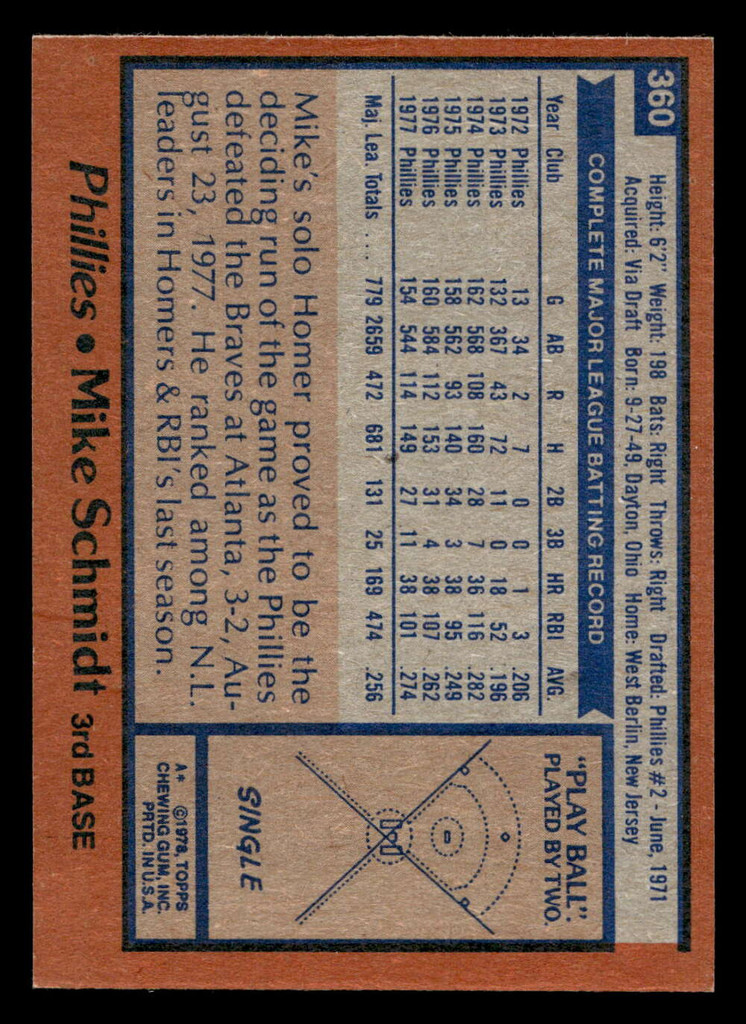 360
Height: 6'2" Weight: 198 Bats: Right Throws: Right Drafted: Phillies #2 - June, 1971
Acquired: Via Draft Born: 9-27-49, Dayton, Ohio Home: West Berlin, New Jersey
COMPLETE MAJOR LEAGUE BATTING RECORD
Year Club G AB R H 2B 3B HR RBI AVG.
1972 Phillies 13 34 2 7 0 0 1 3 .206
1973 Phillies 132 367 43 72 11 0 18 52 .196
1974 Phillies 162 568 108 160 28 7 36 116 .282
1975 Phillies 158 562 93 140 34 3 38 95 .249
1976 Phillies 160 584 112 153 31 4 38 107 .262
1977 Phillies 154 544 114 149 27 11 38 101 .274
Maj. Lea. Totals .... 779 2659 472 681 131 25 169 474 .256
Mike's solo Homer proved to be the
deciding run of the game as the Phillies
defeated the Braves at Atlanta, 3-2, Au-
gust 23, 1977. He ranked among N.L.
leaders in Homers & RBI's last season.
"PLAY BALL".
PLAYED BY TWO.
SINGLE
A* ©1978, TOPPS
CHEWING GUM, INC.
PRTD. IN U.S.A.
Phillies • Mike Schmidt 3rd BASE